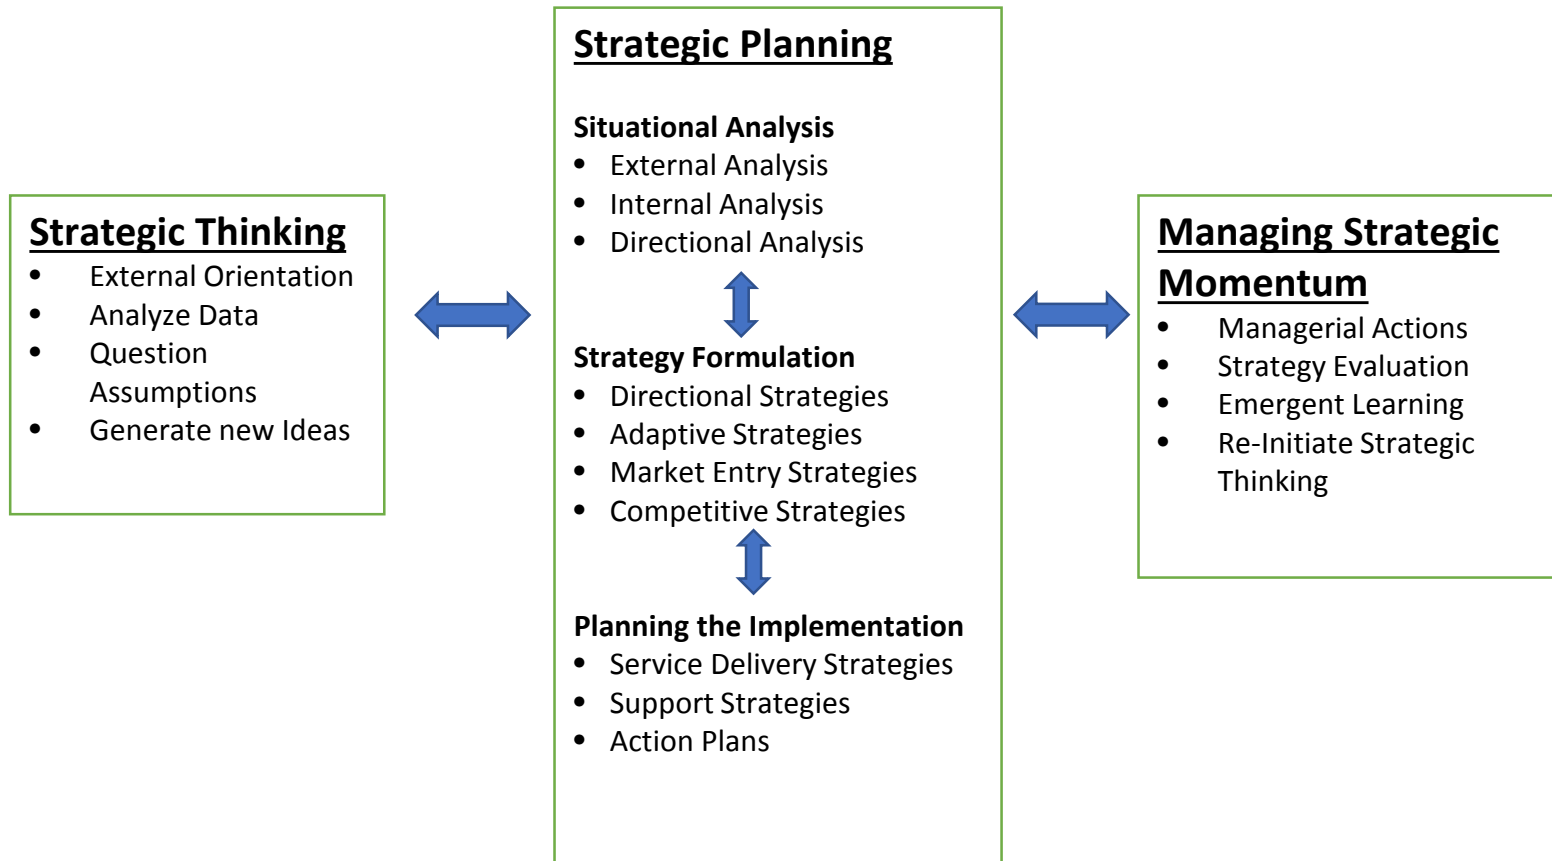 Strategic Thinking
• External Orientation
• Analyze Data
• Question
Assumptions
• Generate new Ideas
Strategic Planning
Situational Analysis
• External Analysis
• Internal Analysis
• Directional Analysis
Strategy Formulation
• Directional Strategies
• Adaptive Strategies
• Market Entry Strategies
• Competitive Strategies
Planning the Implementation
• Service Delivery Strategies
• Support Strategies
• Action Plans
Managing Strategic
Momentum
• Managerial Actions
• Strategy Evaluation
• Emergent Learning
• Re-Initiate Strategic
Thinking